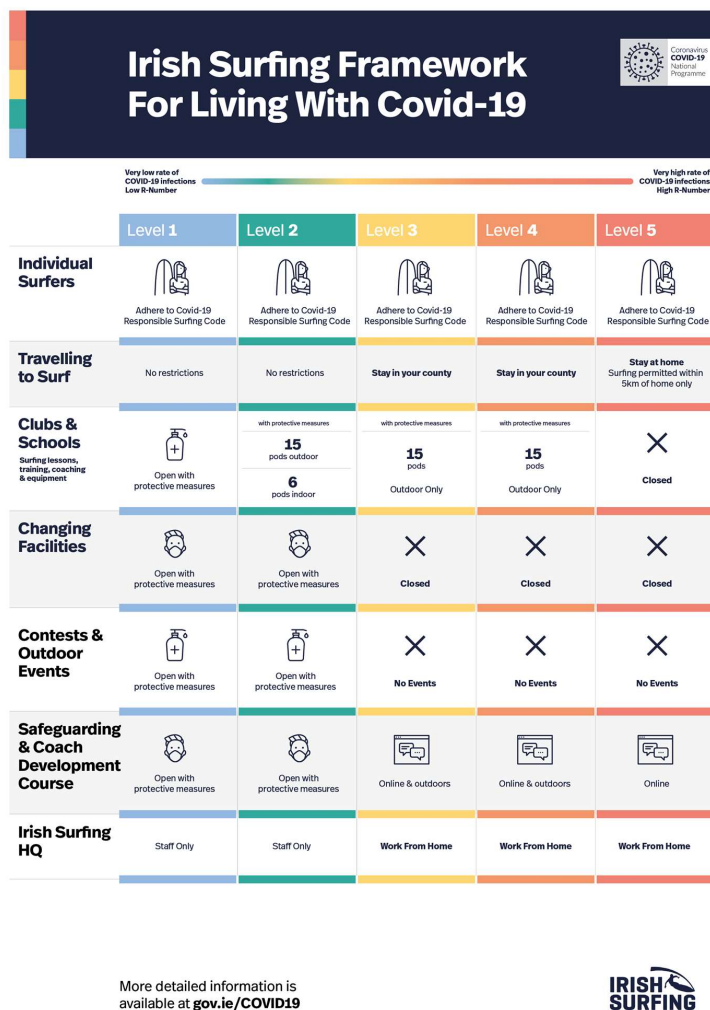 Irish Surfing Framework
For Living With Covid-19
Coronavirus
COVID-19
National
Programme
Very low rate of
COVID-19 infections
Low R-Number
Very high rate of
COVID-19 infections
High R-Number
Level 1
Level 2
Level 3
Level 4
Level 5
Individual
Surfers
Adhere to Covid-19
Responsible Surfing Code
Adhere to Covid-19
Responsible Surfing Code
Adhere to Covid-19
Responsible Surfing Code
Adhere to Covid-19
Responsible Surfing Code
Adhere to Covid-19
Responsible Surfing Code
Travelling
to Surf
No restrictions
No restrictions
Stay in your county
Stay in your county
Stay at home
Surfing permitted within
5km of home only
Clubs &
Schools
Surfing lessons,
training, coaching
& equipment
Open with
protective measures
with protective measures
15
pods outdoor
6
pods indoor
with protective measures
15
pods
Outdoor Only
with protective measures
15
pods
Outdoor Only
Closed
Changing
Facilities
Open with
protective measures
Open with
protective measures
Closed
Closed
Closed
Contests &
Outdoor
Events
Open with
protective measures
Open with
protective measures
No Events
No Events
No Events
Safeguarding
& Coach
Development
Course
Open with
protective measures
Open with
protective measures
Online & outdoors
Online & outdoors
Online
Irish Surfing
HQ
Staff Only
Staff Only
Work From Home
Work From Home
Work From Home
More detailed information is
available at gov.ie/COVID19
IRISH
SURFING